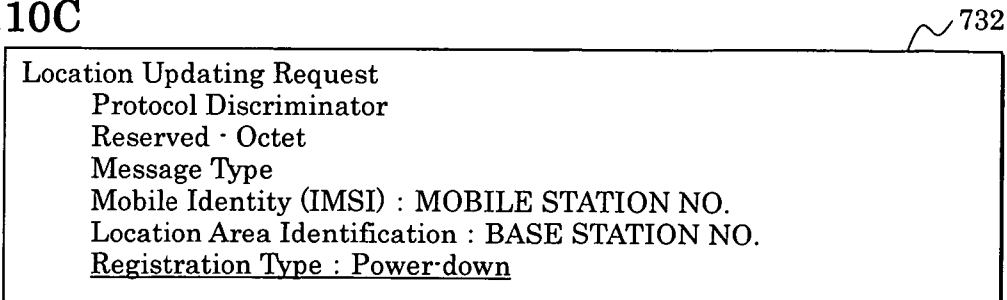 10C
732
Location Updating Request
Protocol Discriminator
Reserved · Octet
Message Type
Mobile Identity (IMSI) : MOBILE STATION NO.
Location Area Identification : BASE STATION NO.
Registration Type : Power-down